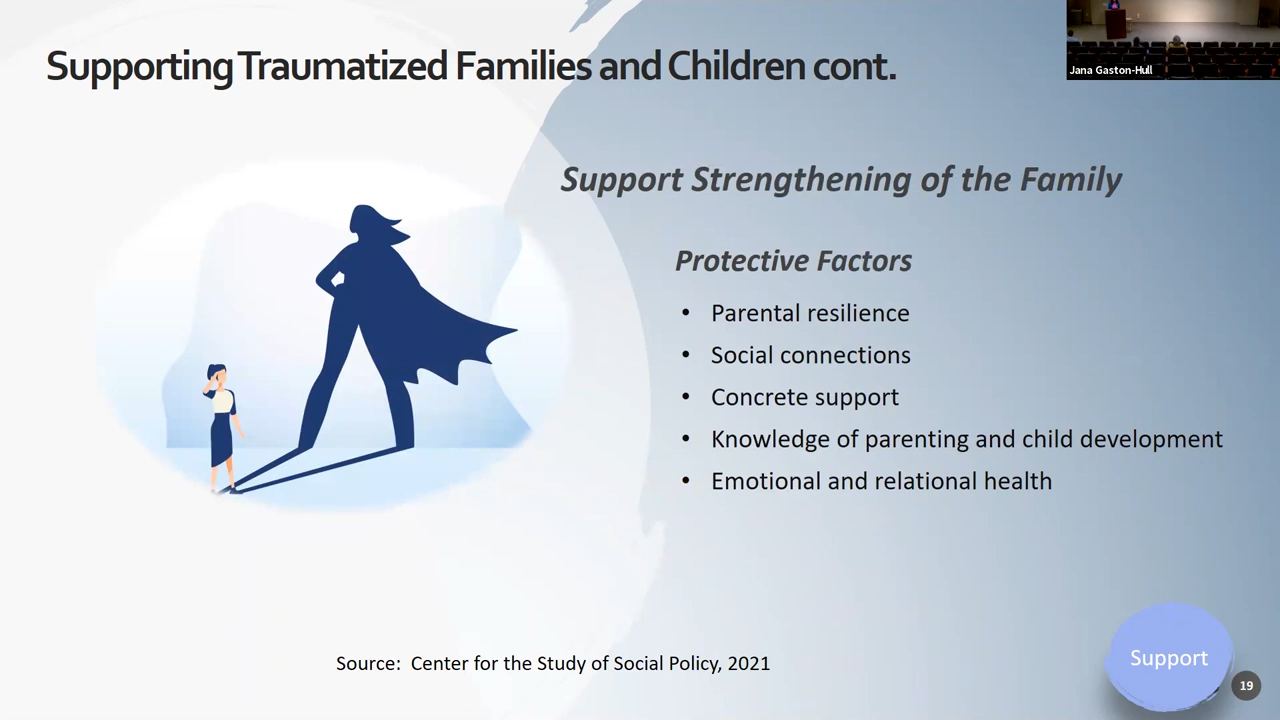 Supporting Traumatized Families and Children cont.
Jana Gaston-Hull
Support Strengthening of the Family
Protective Factors
• Parental resilience
• Social connections
• Concrete support
• Knowledge of parenting and child development
• Emotional and relational health
Source: Center for the Study of Social Policy, 2021
Support
19